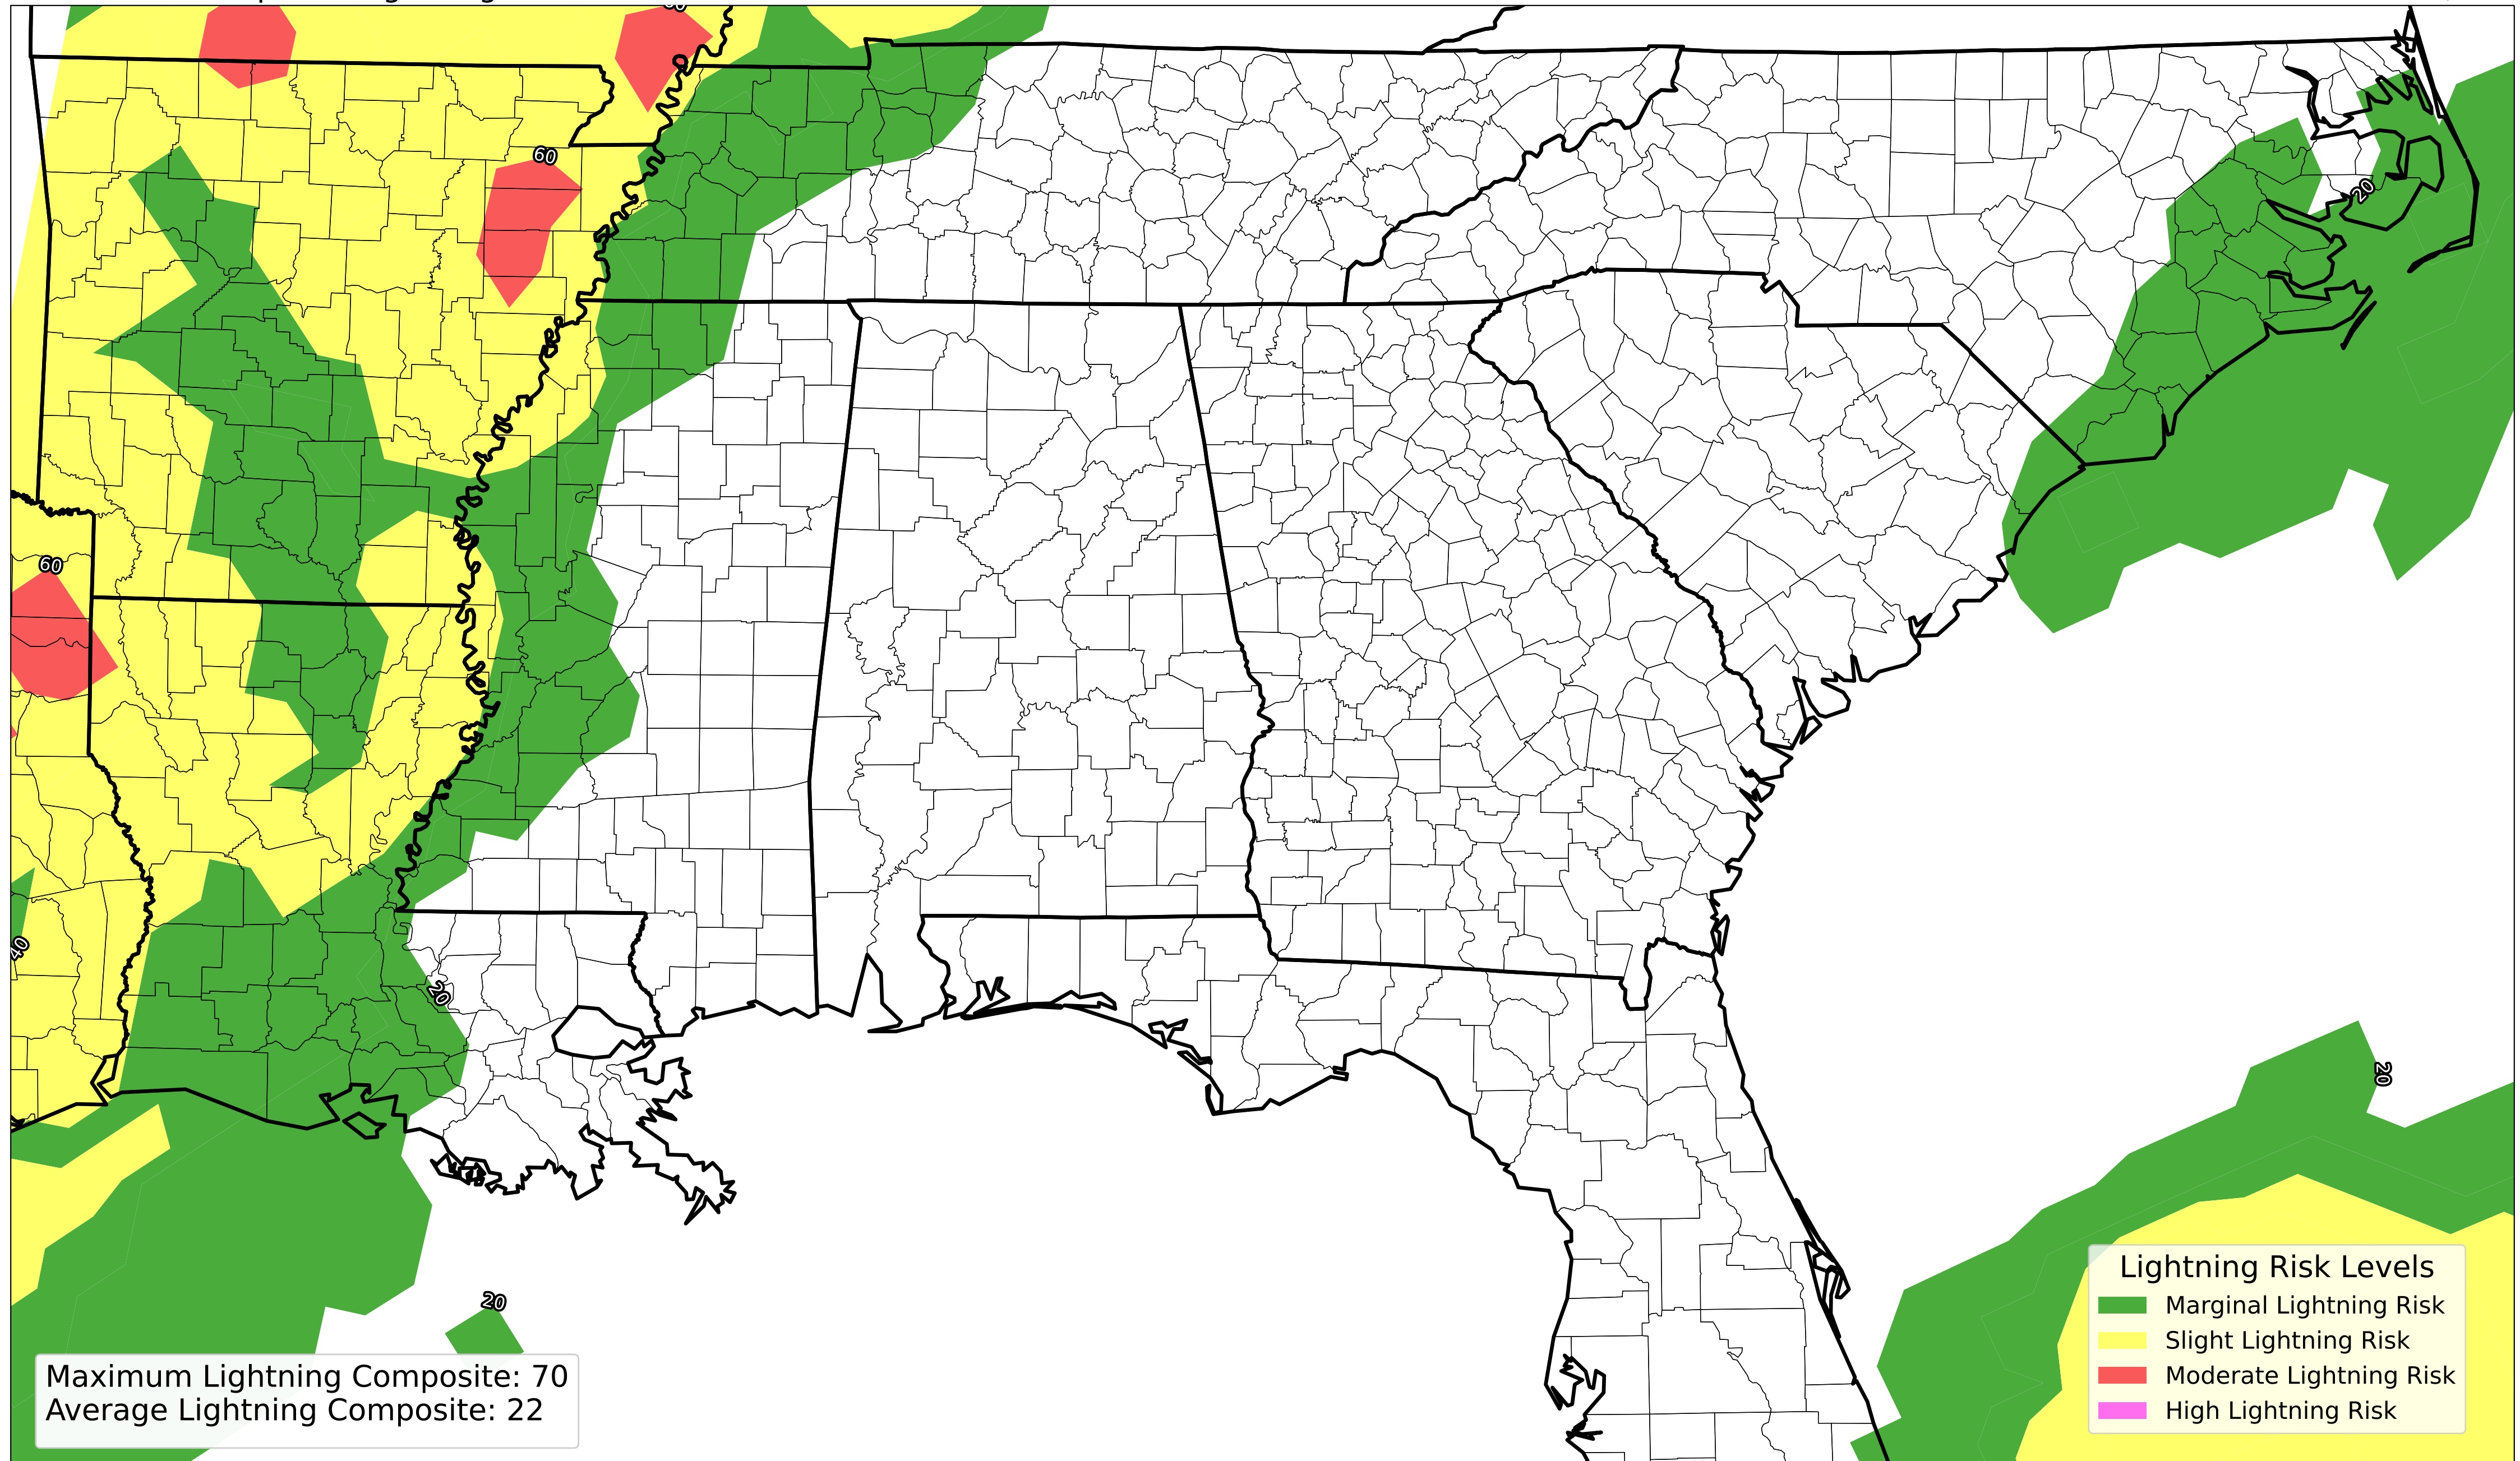 60
20
60
40
20
20
20
Lightning Risk Levels
Marginal Lightning Risk
Slight Lightning Risk
Moderate Lightning Risk
High Lightning Risk
Maximum Lightning Composite: 70
Average Lightning Composite: 22